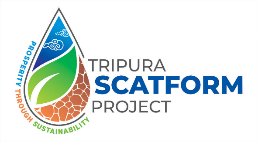 PROSPERITY THROUGH SUSTAINABILITY
TRIPURA
SCATFORM
PROJECT